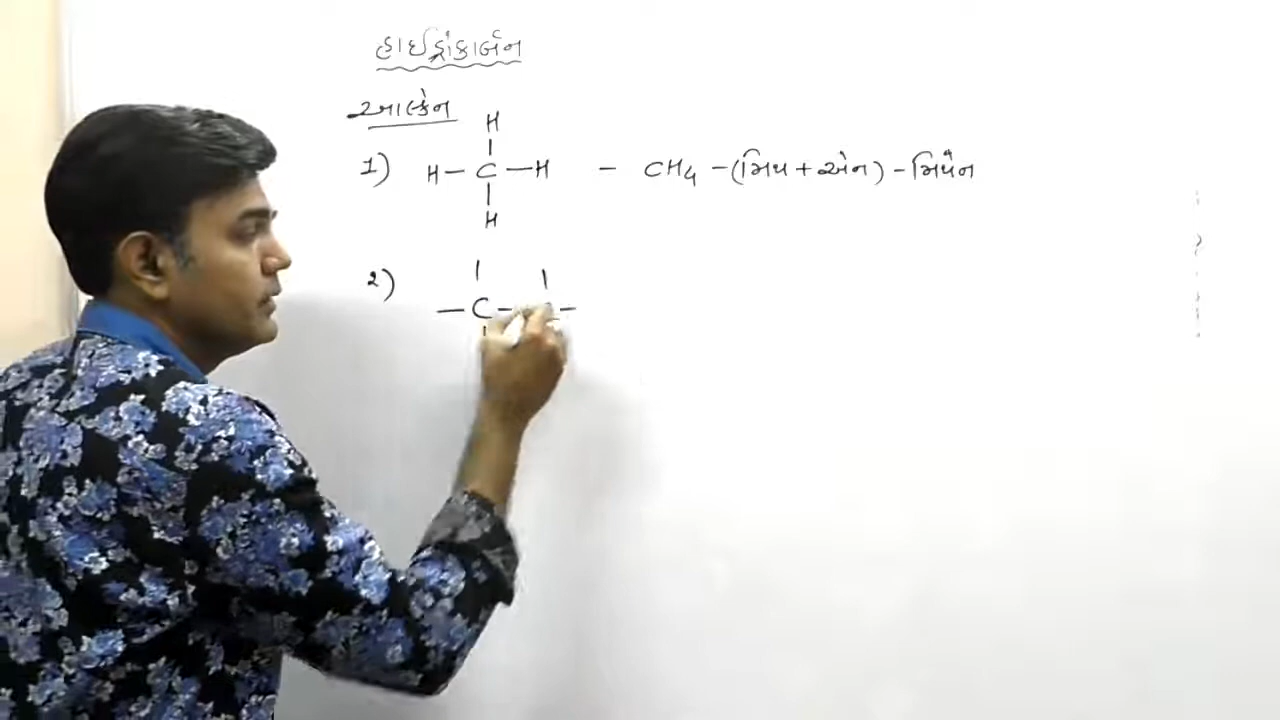 હાઈડ્રોકાર્બન
આલ્કેન
H
1) H — C — H - CH4 - (મિથ + એન) - મિથેન
H
2) — C — —